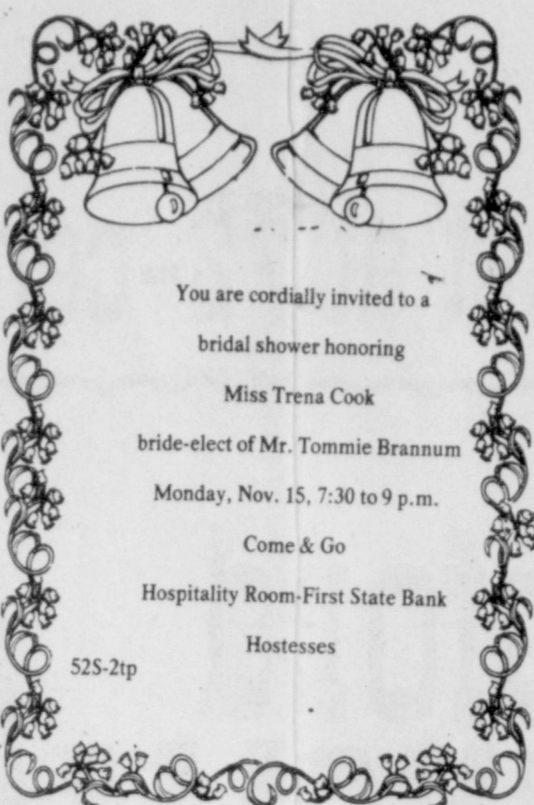 You are cordially invited to a
bridal shower honoring
Miss Trena Cook
bride-elect of Mr. Tommie Brannum
Monday, Nov. 15, 7:30 to 9 p.m.
Come & Go
Hospitality Room-First State Bank
Hostesses
52S-2tp